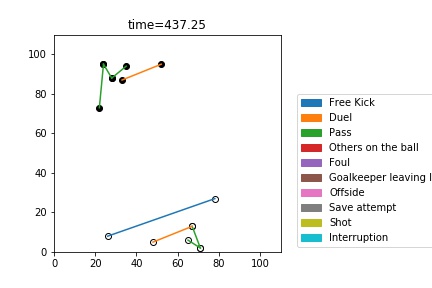 time=437.25
100
80
60
40
20
0
0 20 40 60 80 100
Free Kick
Duel
Pass
Others on the ball
Foul
Goalkeeper leaving l
Offside
Save attempt
Shot
Interruption